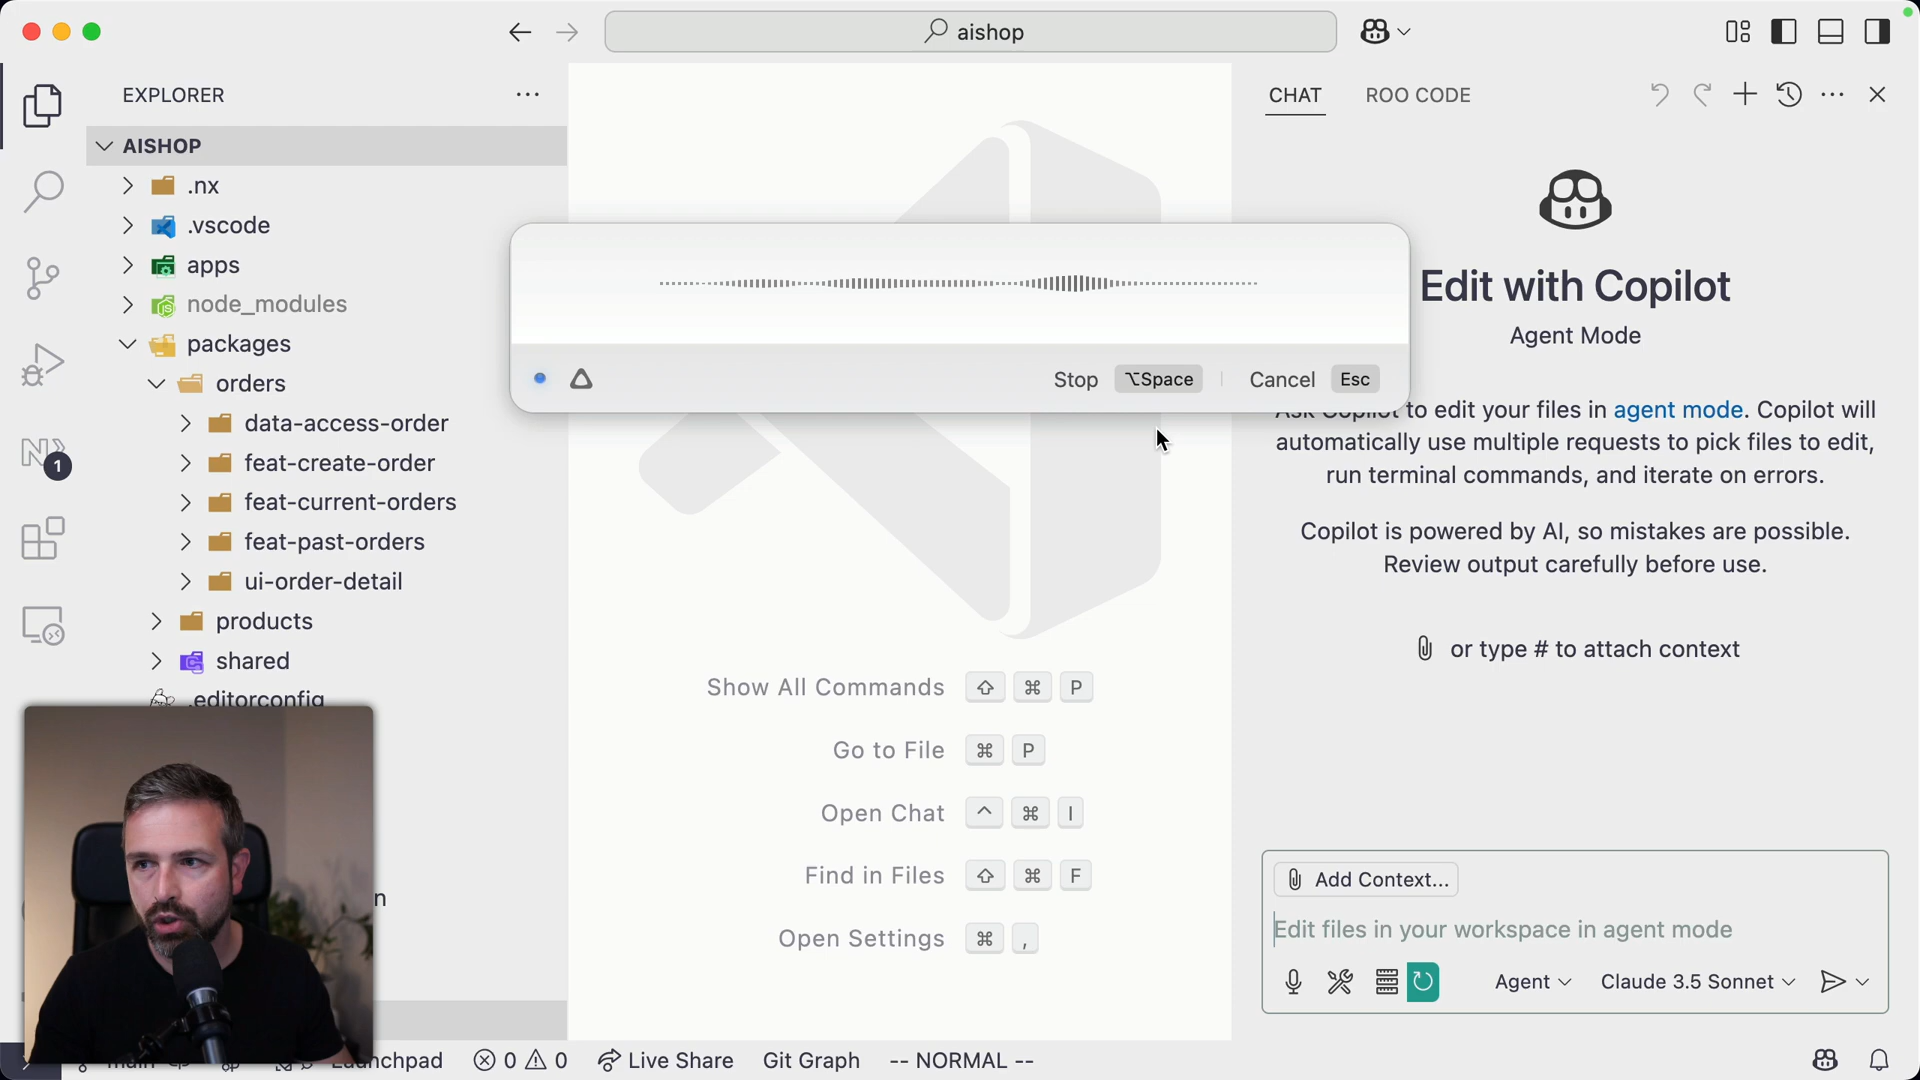 aishop
EXPLORER
AISHOP
.nx
.vscode
apps
node_modules
packages
orders
data-access-order
feat-create-order
feat-current-orders
feat-past-orders
ui-order-detail
products
shared
.editorconfig
n
1
Stop ⌥Space Cancel Esc
Show All Commands ⇧ ⌘ P
Go to File ⌘ P
Open Chat ^ ⌘ I
Find in Files ⇧ ⌘ F
Open Settings ⌘ ,
CHAT ROO CODE
Edit with Copilot
Agent Mode
Ask Copilot to edit your files in agent mode. Copilot will
automatically use multiple requests to pick files to edit,
run terminal commands, and iterate on errors.
Copilot is powered by AI, so mistakes are possible.
Review output carefully before use.
or type # to attach context
Add Context...
Edit files in your workspace in agent mode
Agent Claude 3.5 Sonnet
main unchpad 0 0 Live Share Git Graph -- NORMAL --